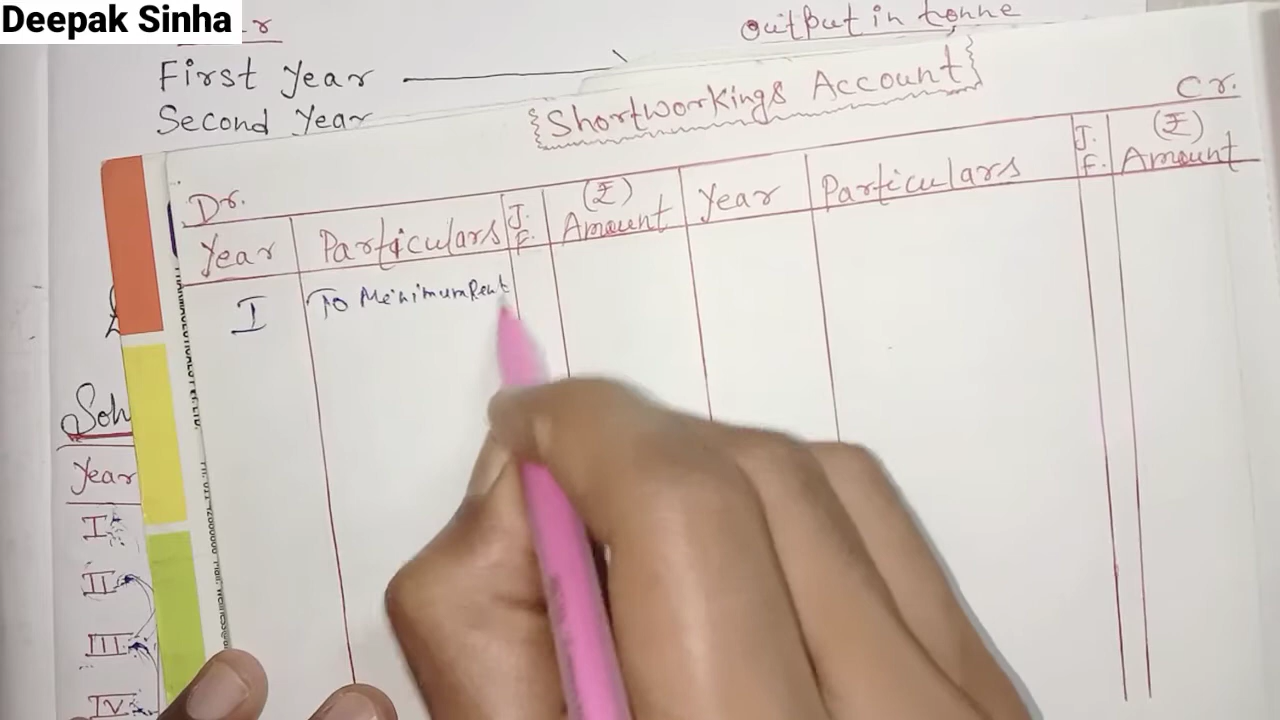 Deepak Sinha
Output in tonne
First Year
Second Year
Shortworkings Account
Dr.
Cr.
Year Particulars J.F. (₹) Amount Year Particulars J.F. (₹) Amount
I To Minimum Rent
Year
I
II
III
IV